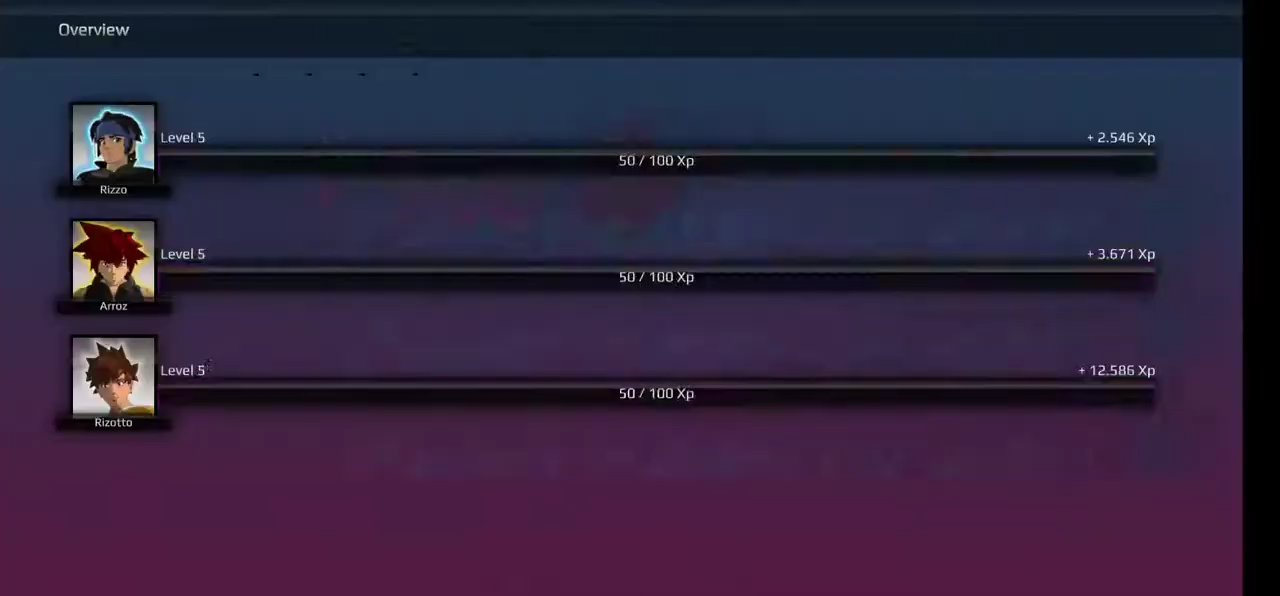 Overview
Level 5
+ 2.546 Xp
50 / 100 Xp
Rizzo
Level 5
+ 3.671 Xp
50 / 100 Xp
Arroz
Level 5
+ 12.586 Xp
50 / 100 Xp
Rizotto